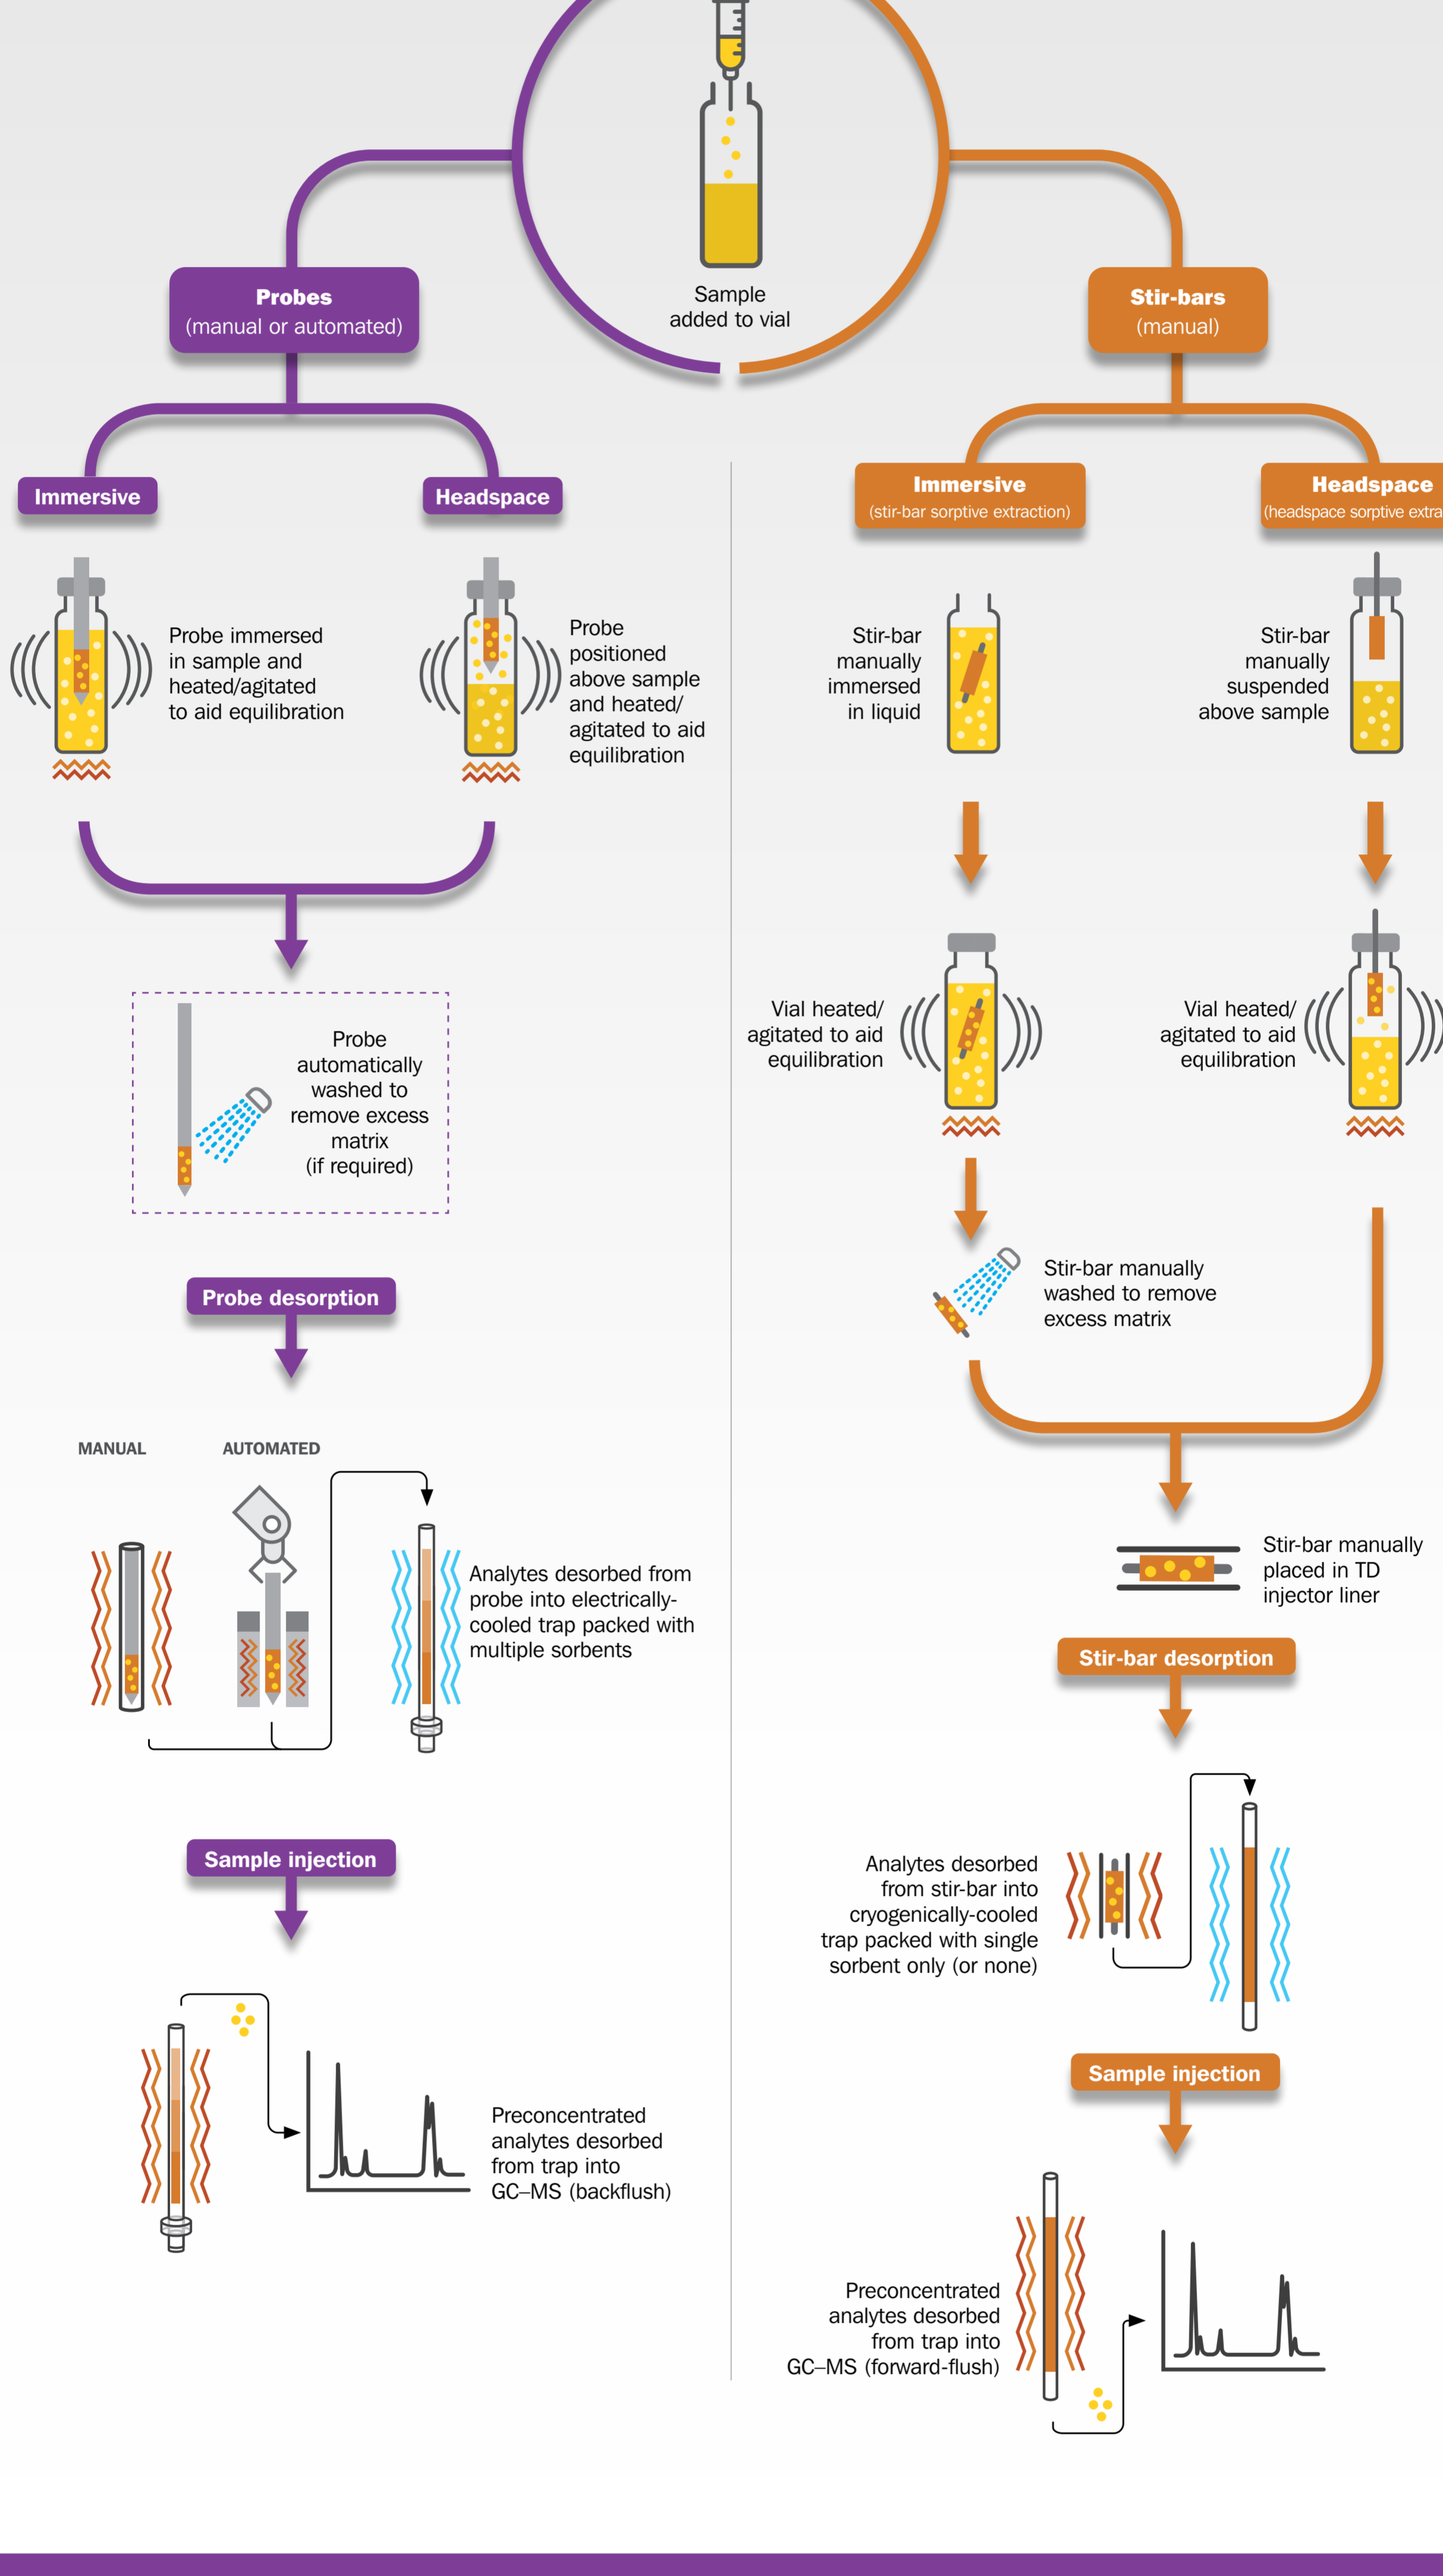 Sample
added to vial
Probes
(manual or automated)
Stir-bars
(manual)
Immersive
Headspace
Immersive
(stir-bar sorptive extraction)
Headspace
(headspace sorptive
Probe immersed
in sample and
heated/agitated
to aid equilibration
Probe
positioned
above sample
and heated/
agitated to aid
equilibration
Stir-bar
manually
immersed
in liquid
Stir-bar
manually
suspended
above sample
Probe
automatically
washed to
remove excess
matrix
(if required)
Vial heated/
agitated to aid
equilibration
Vial heated/
agitated to aid
equilibration
Stir-bar manually
washed to remove
excess matrix
Probe desorption
MANUAL
AUTOMATED
Analytes desorbed from
probe into electrically-
cooled trap packed with
multiple sorbents
Stir-bar manually
placed in TD
injector liner
Stir-bar desorption
Analytes desorbed
from stir-bar into
cryogenically-cooled
trap packed with single
sorbent only (or none)
Sample injection
Preconcentrated
analytes desorbed
from trap into
GC–MS (backflush)
Sample injection
Preconcentrated
analytes desorbed
from trap into
GC–MS (forward-flush)